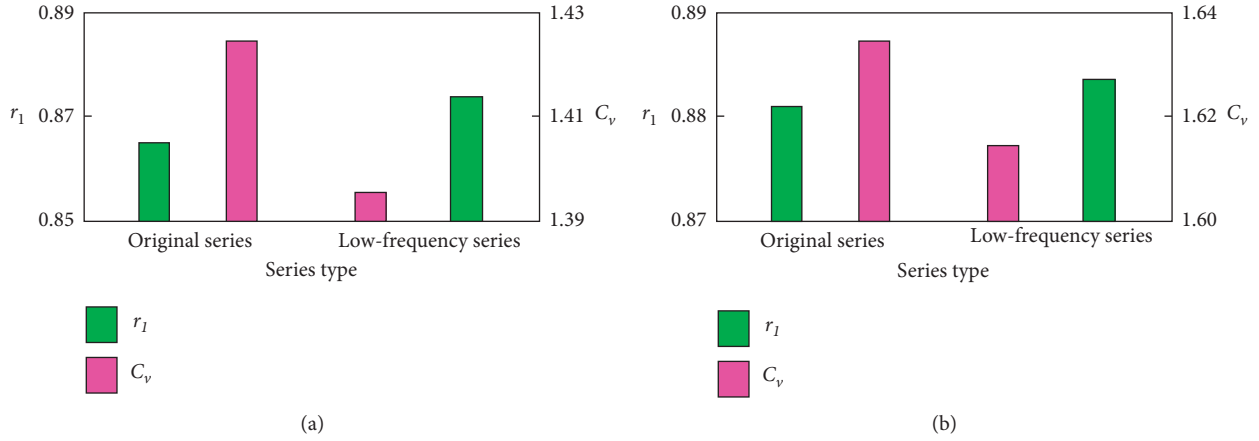 0.89
0.87
0.85
r₁
1.43
1.41
1.39
Cᵥ
Original series
Low-frequency series
Series type
r₁
Cᵥ
(a)
0.89
0.88
0.87
r₁
1.64
1.62
1.60
Cᵥ
Original series
Low-frequency series
Series type
r₁
Cᵥ
(b)